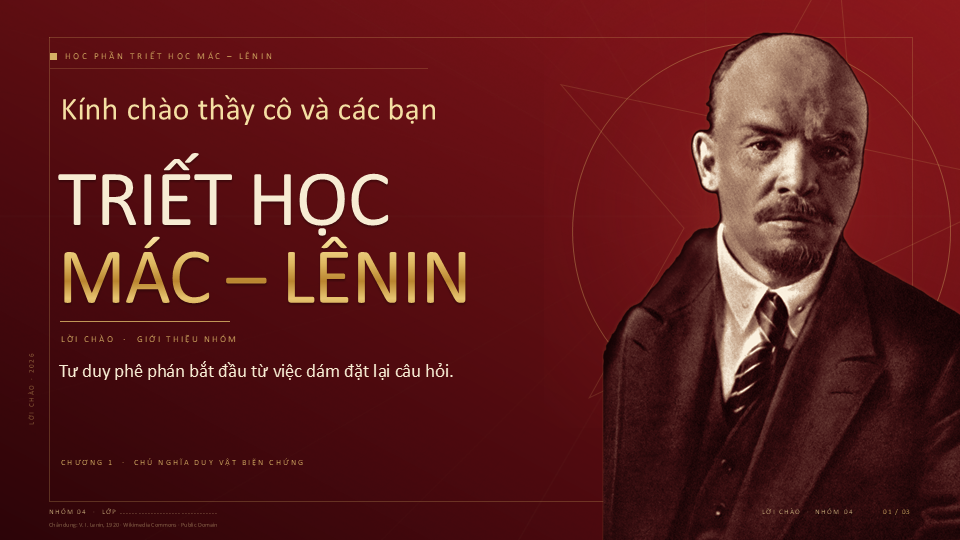 HỌC PHẦN TRIẾT HỌC MÁC – LÊNIN
Kính chào thầy cô và các bạn
TRIẾT HỌC
MÁC – LÊNIN
LỜI CHÀO · GIỚI THIỆU NHÓM
Tư duy phê phán bắt đầu từ việc dám đặt lại câu hỏi.
LỜI CHÀO · 2026
CHƯƠNG 1 · CHỦ NGHĨA DUY VẬT BIỆN CHỨNG
NHÓM 04 · LỚP ................................
Chân dung: V. I. Lenin, 1920 · Wikimedia Commons · Public Domain
LỜI CHÀO · NHÓM 04 01 / 03